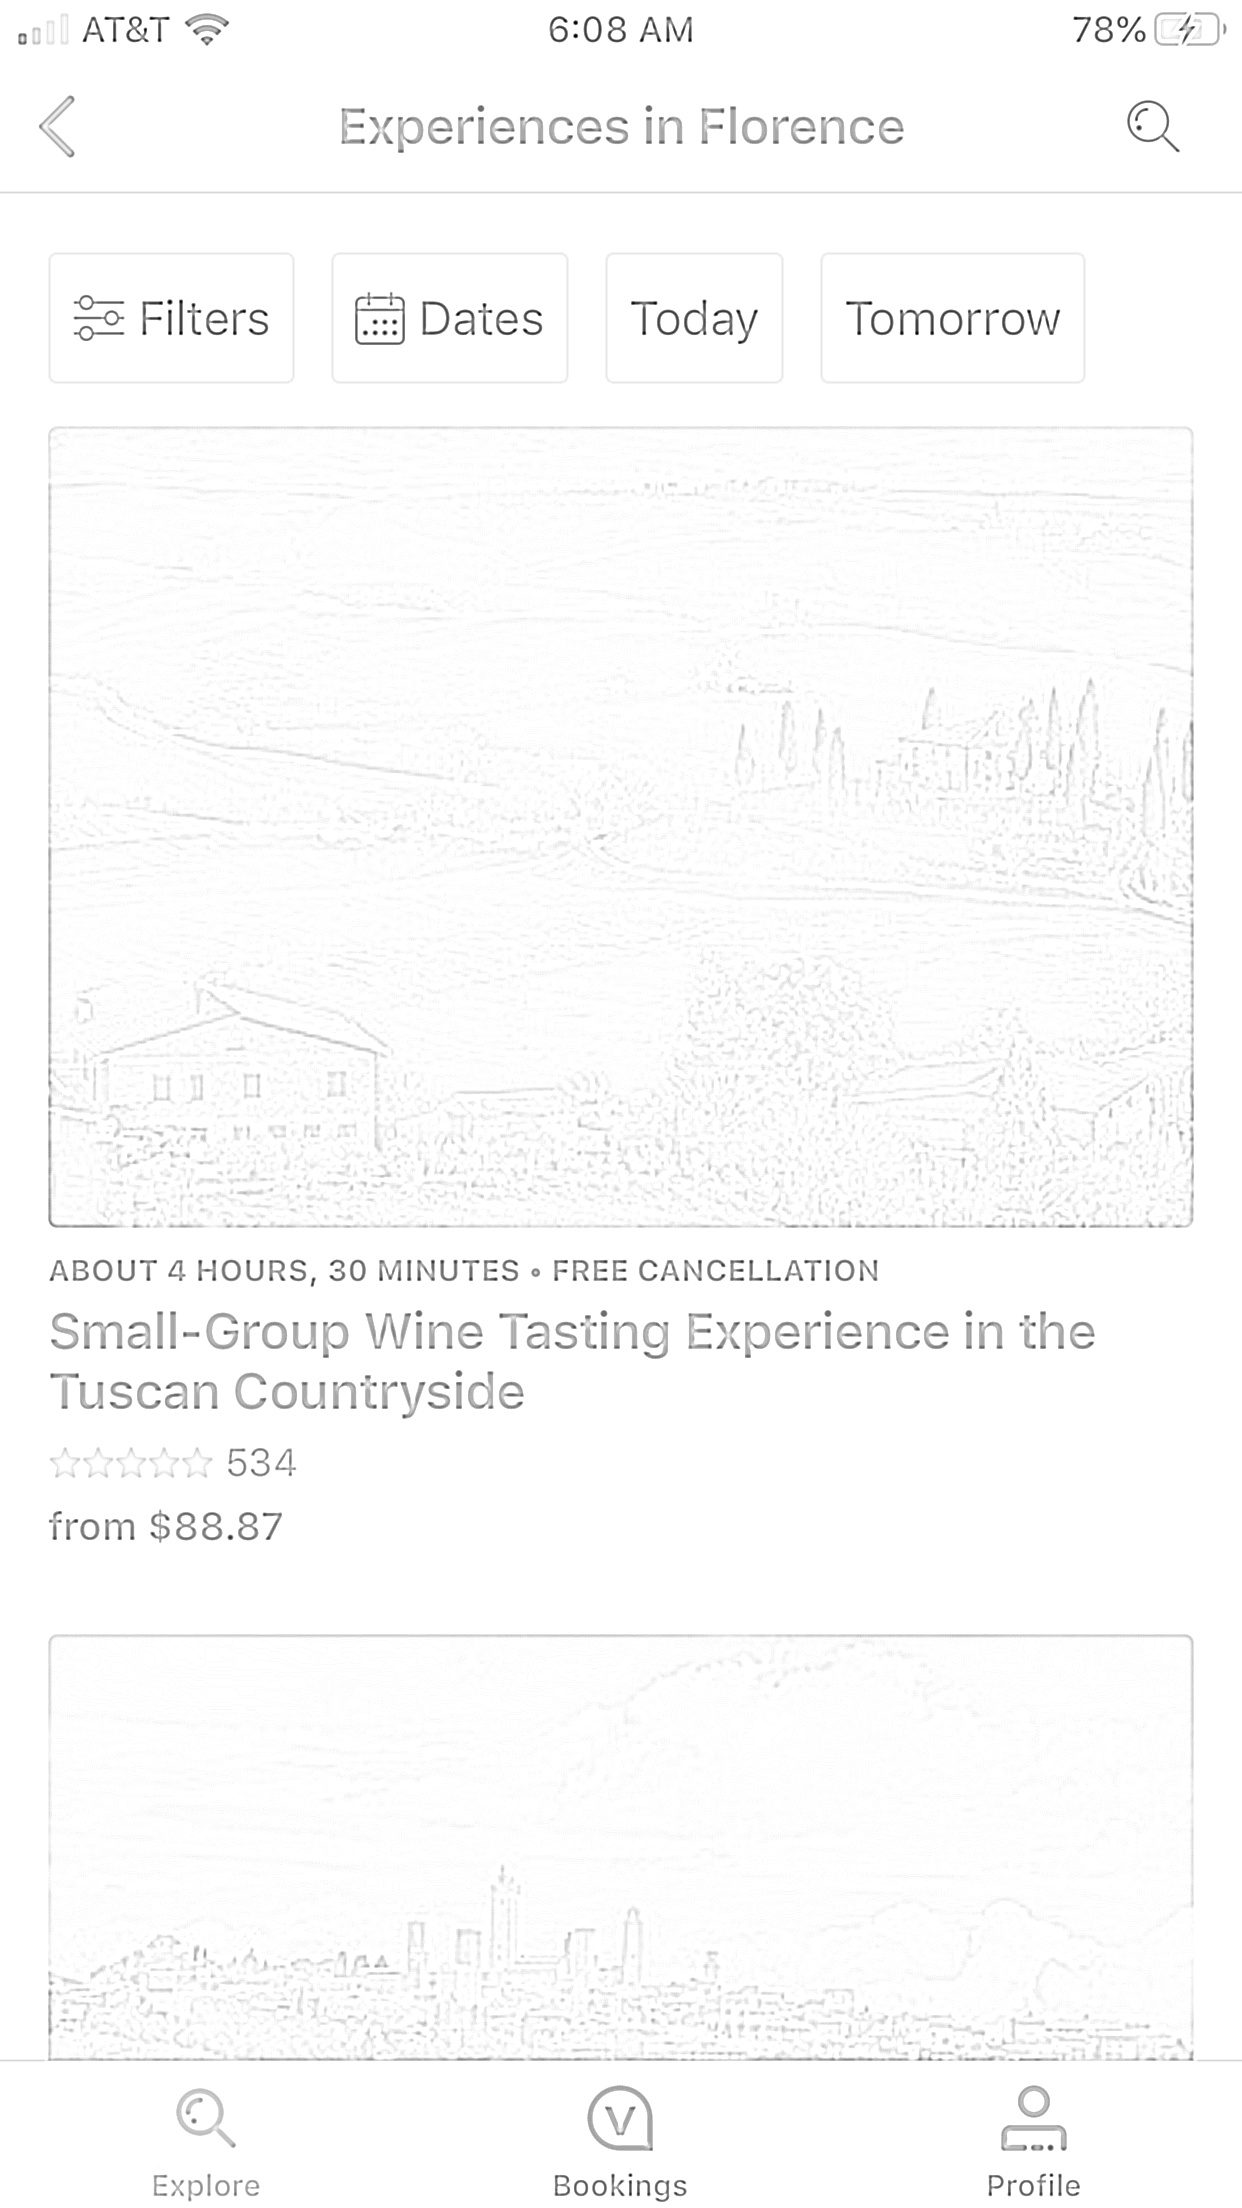 AT&T 6:08 AM 78%
Experiences in Florence
Filters Dates Today Tomorrow
ABOUT 4 HOURS, 30 MINUTES • FREE CANCELLATION
Small-Group Wine Tasting Experience in the
Tuscan Countryside
534
from $88.87
Explore Bookings Profile